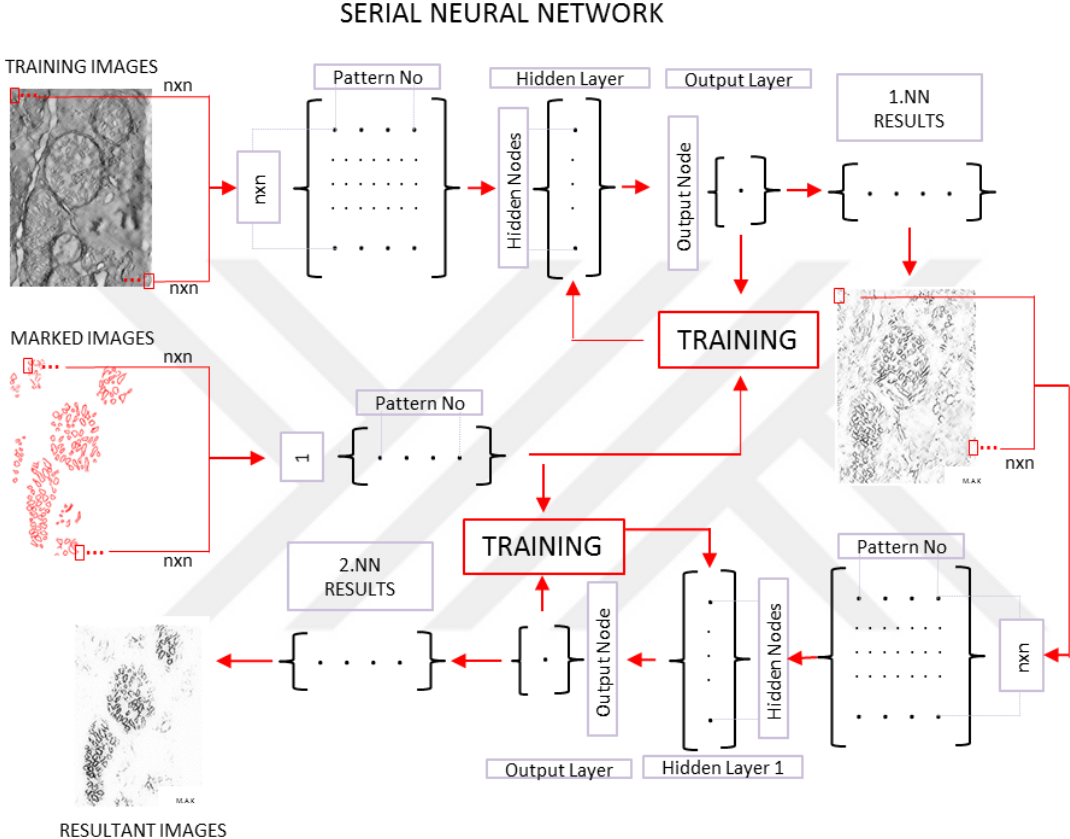 SERIAL NEURAL NETWORK
TRAINING IMAGES
nxn
nxn
Pattern No
nxn
Hidden Layer
Hidden Nodes
Output Layer
Output Node
1.NN
RESULTS
TRAINING
MARKED IMAGES
nxn
nxn
Pattern No
1
nxn
M.A.K
TRAINING
Pattern No
nxn
Hidden Nodes
Hidden Layer 1
Output Node
Output Layer
2.NN
RESULTS
M.A.K
RESULTANT IMAGES